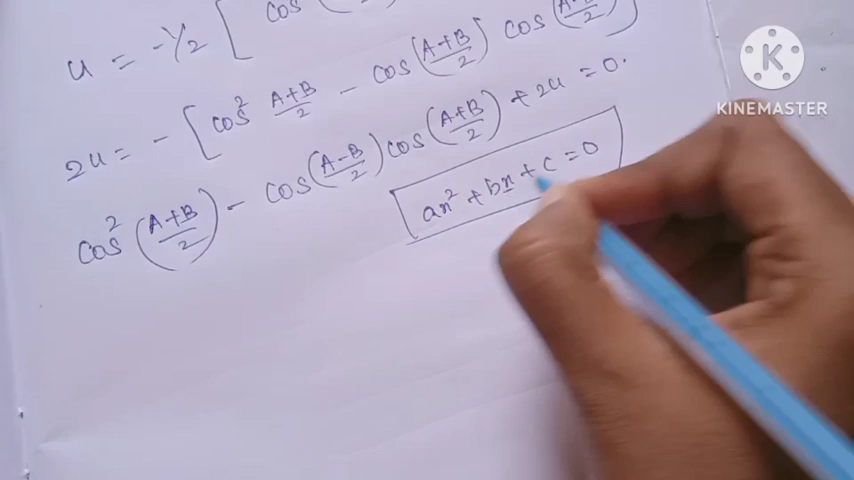 u = -1/2 [ cos
2u = - [ cos² A+B/2 - cos (A+B/2) cos (A+B/2) ]
cos² (A+B/2) - cos (A-B/2) cos (A+B/2) + 2u = 0.
ax² + bx + c = 0
KINEMASTER